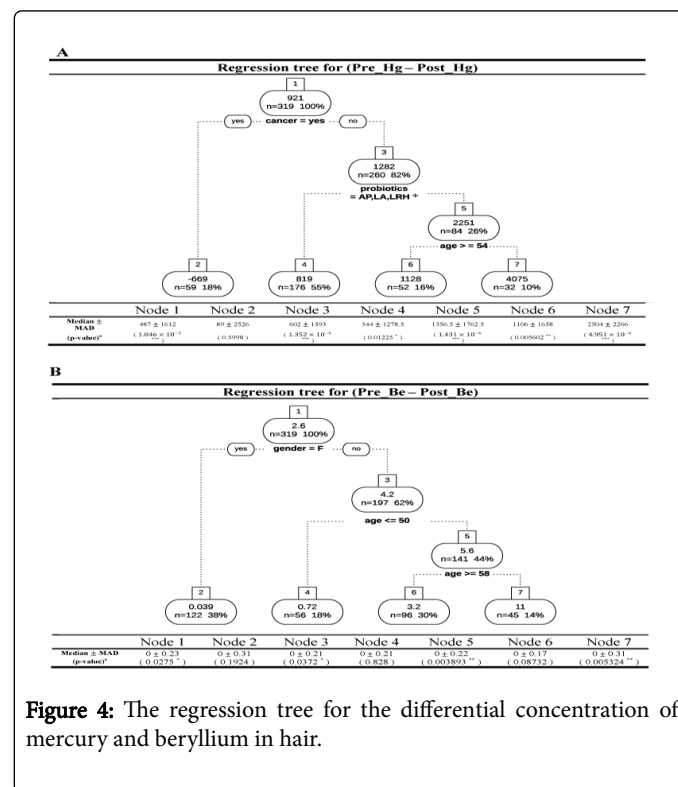 A
Regression tree for (Pre_Hg – Post_Hg)
1
921
n=319 100%
yes cancer = yes no
3
1282
n=260 82%
probiotics
= AP,LA,LRH +
5
2251
n=84 26%
age >= 54
2 4 6 7
-669 819 1128 4075
n=59 18% n=176 55% n=52 16% n=32 10%
Node 1 Node 2 Node 3 Node 4 Node 5 Node 6 Node 7
Median ± MAD 487 ± 1612 89 ± 2526 602 ± 1593 344 ± 1278.5 1356.5 ± 1762.5 1106 ± 1658 2504 ± 2266
(p-value)ᵃ ( 0.5998 ) ( 0.01225 * ) ( 0.005602 ** )
B
Regression tree for (Pre_Be – Post_Be)
1
2.6
n=319 100%
yes gender = F no
3
4.2
n=197 62%
age <= 50
5
5.6
n=141 44%
age >= 58
2 4 6 7
0.039 0.72 3.2 11
n=122 38% n=56 18% n=96 30% n=45 14%
Node 1 Node 2 Node 3 Node 4 Node 5 Node 6 Node 7
Median ± MAD 0 ± 0.23 0 ± 0.31 0 ± 0.21 0 ± 0.21 0 ± 0.22 0 ± 0.17 0 ± 0.31
(p-value)ᵃ ( 0.0275 * ) ( 0.1924 ) ( 0.0372 * ) ( 0.828 ) ( 0.003893 ** ) ( 0.08732 ) ( 0.005324 ** )
Figure 4: The regression tree for the differential concentration of
mercury and beryllium in hair.